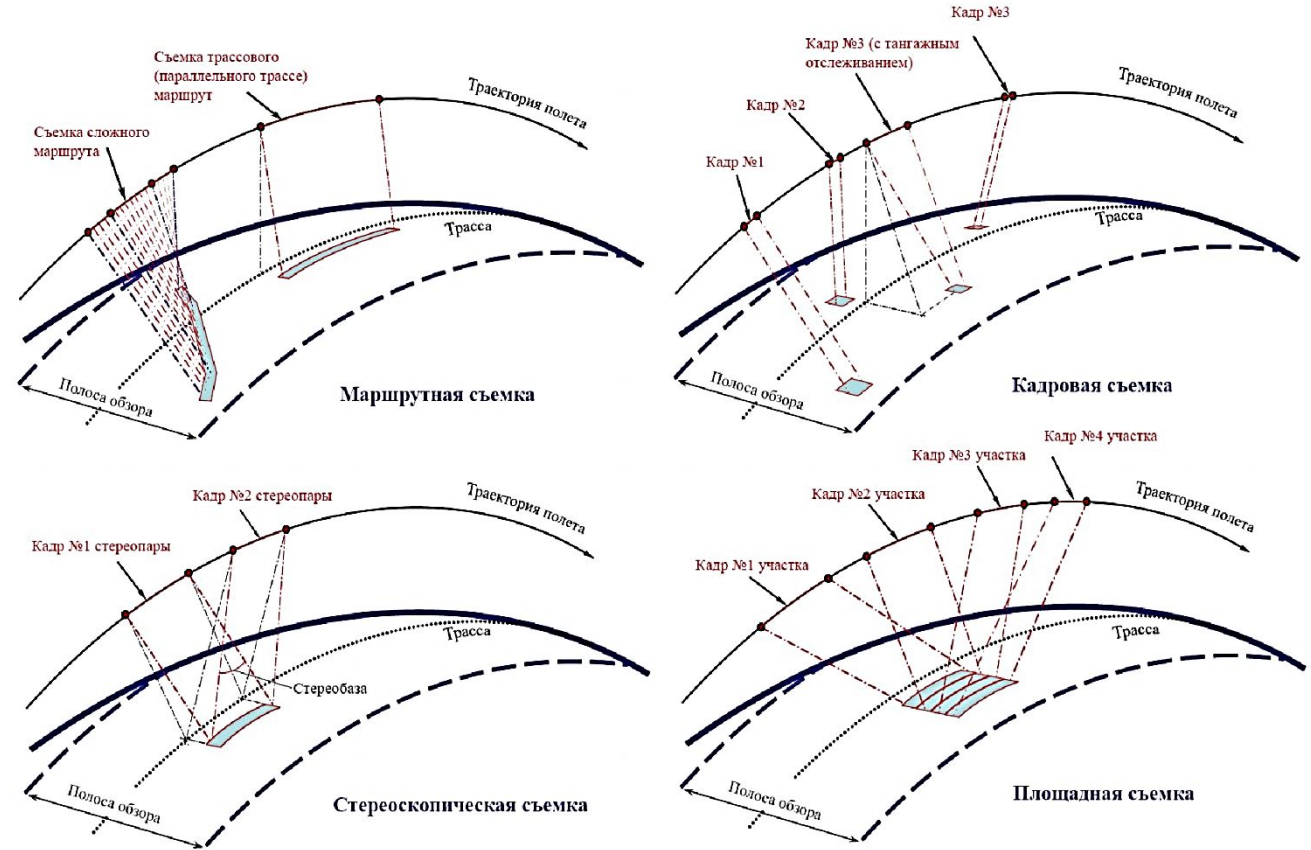 Съемка трассового
(параллельного трассе)
маршрут
Съемка сложного
маршрута
Траектория полета
Трасса
Полоса обзора
Маршрутная съемка
Кадр №3
Кадр №3 (с тангажным
отслеживанием)
Кадр №2
Кадр №1
Траектория полета
Трасса
Полоса обзора
Кадровая съемка
Кадр №2 стереопары
Кадр №1 стереопары
Траектория полета
Трасса
Стереобаза
Полоса обзора
Стереоскопическая съемка
Кадр №4 участка
Кадр №3 участка
Кадр №2 участка
Кадр №1 участка
Траектория полета
Трасса
Полоса обзора
Площадная съемка